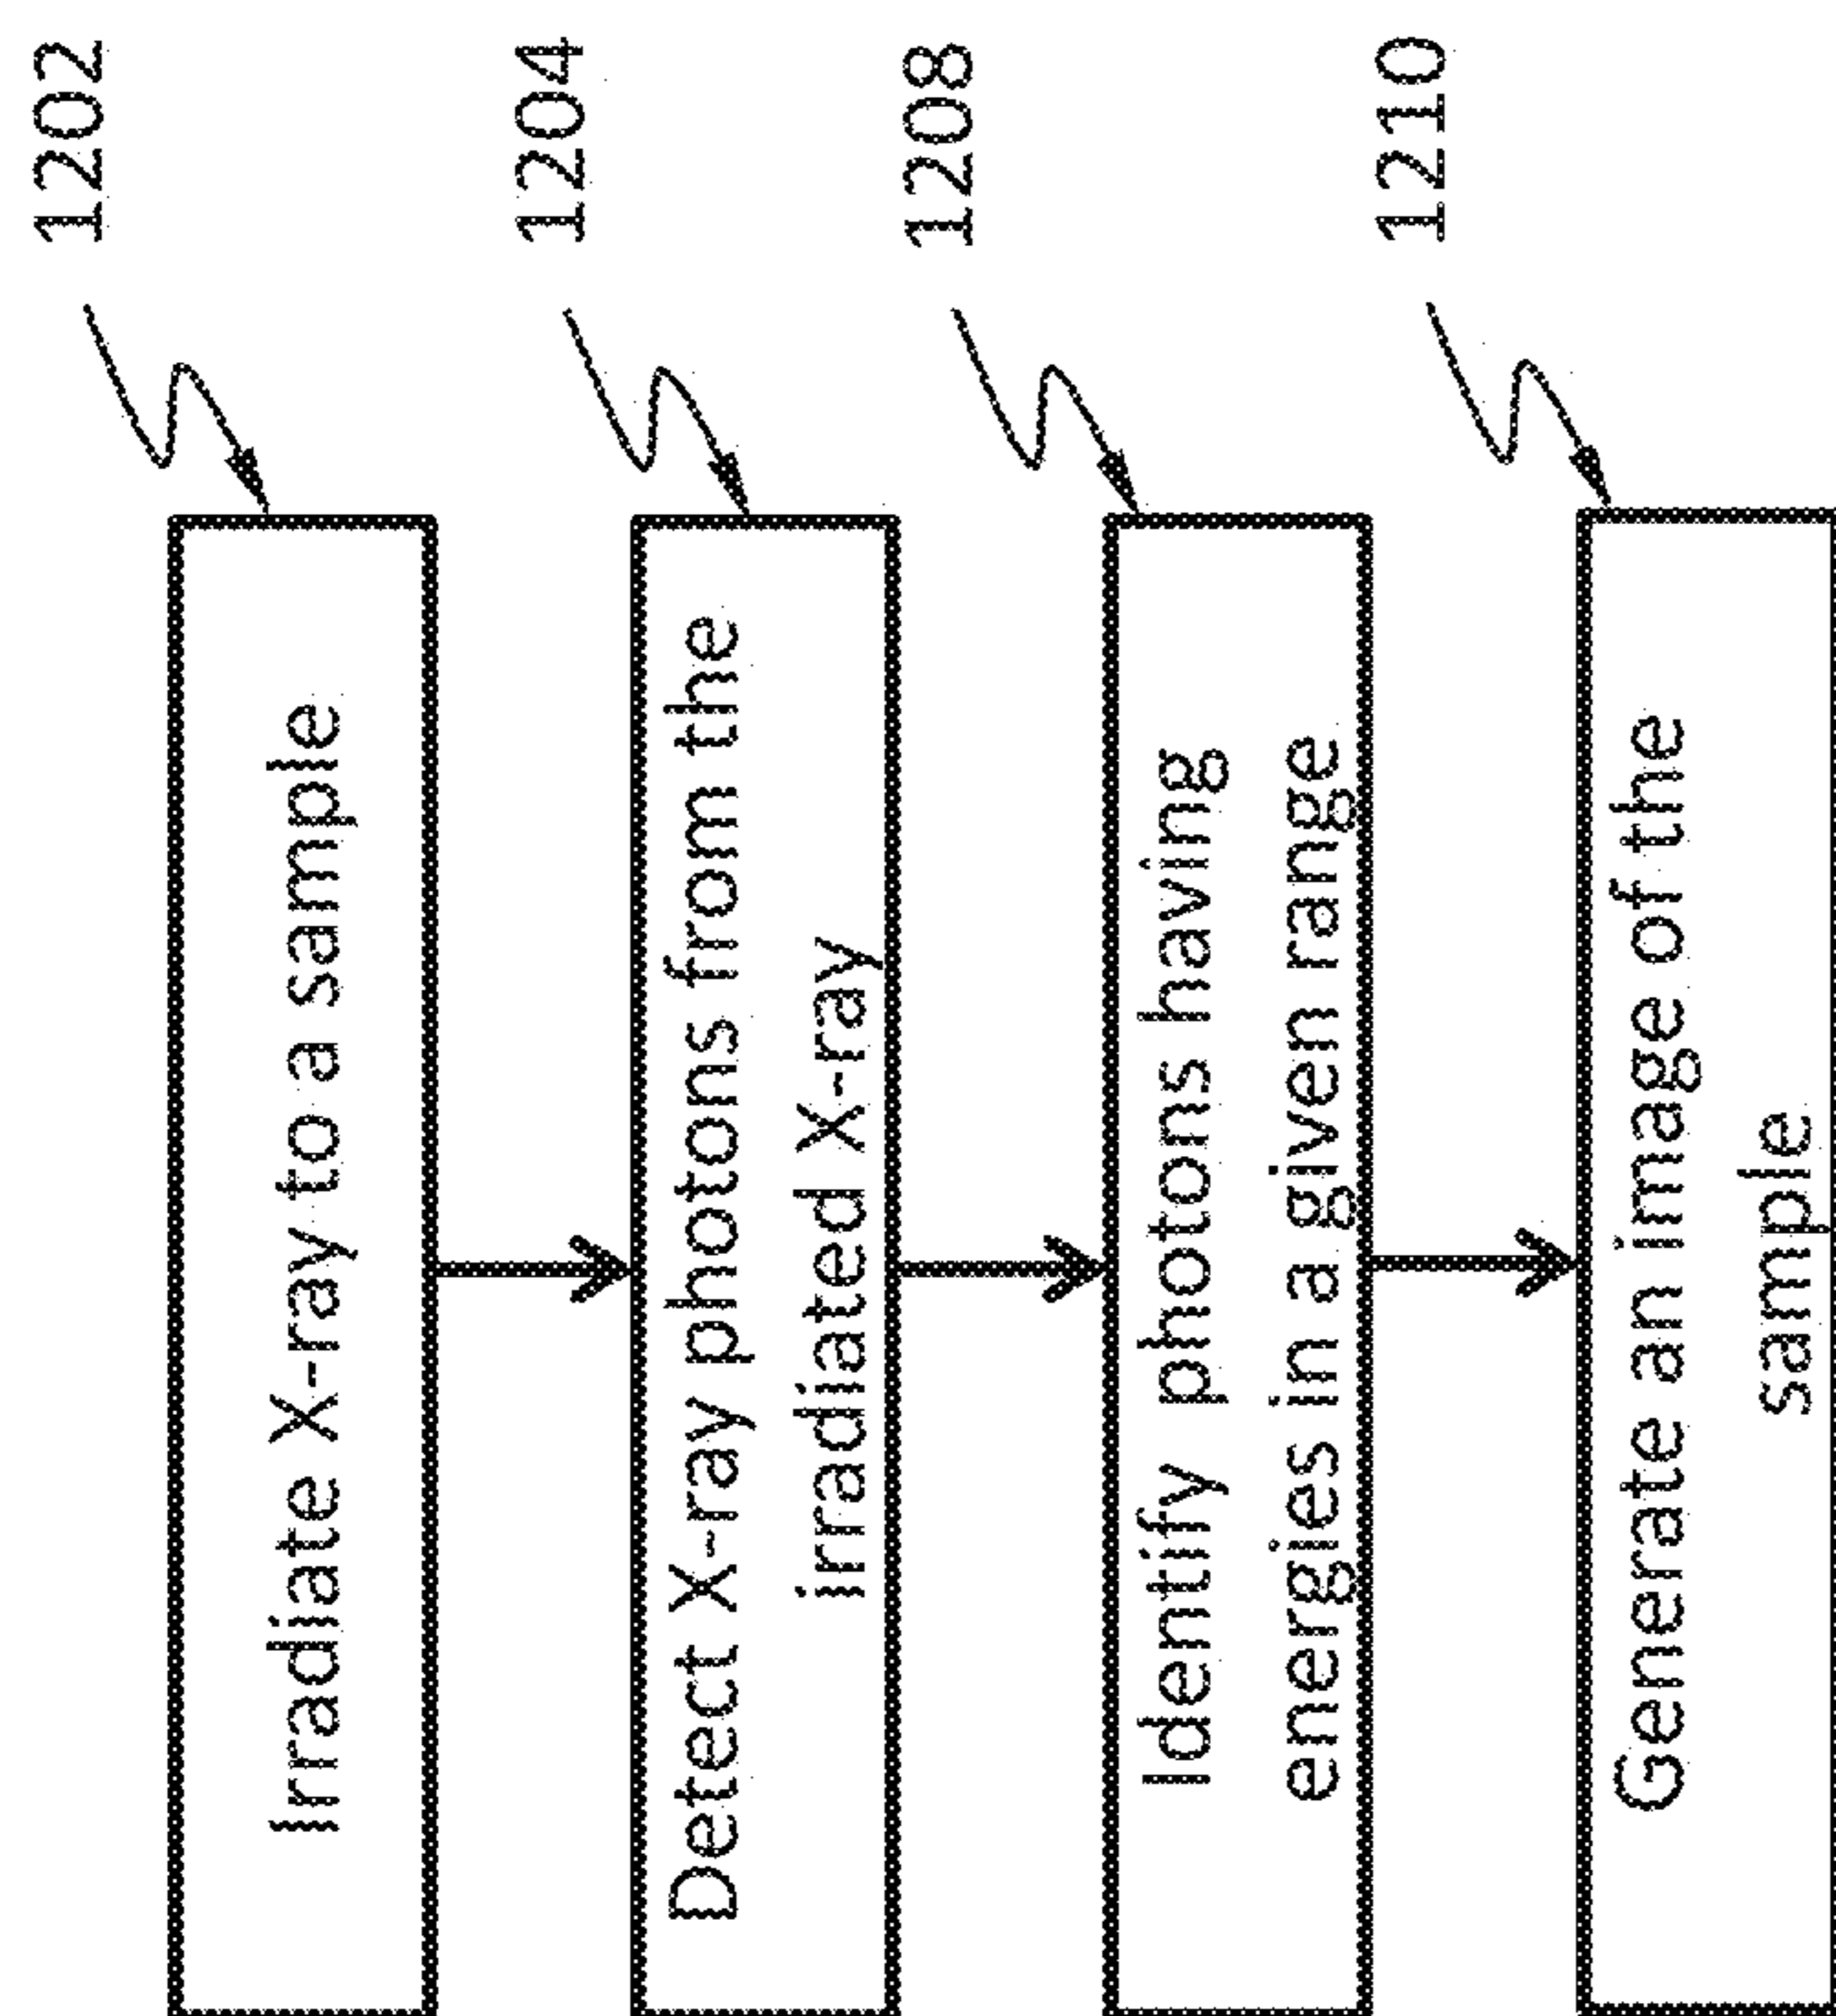 Irradiate X-ray to a sample
1202
Detect X-ray photons from the
irradiated X-ray
1204
Identify photons having
energies in a given range
1208
Generate an image of the
sample
1210